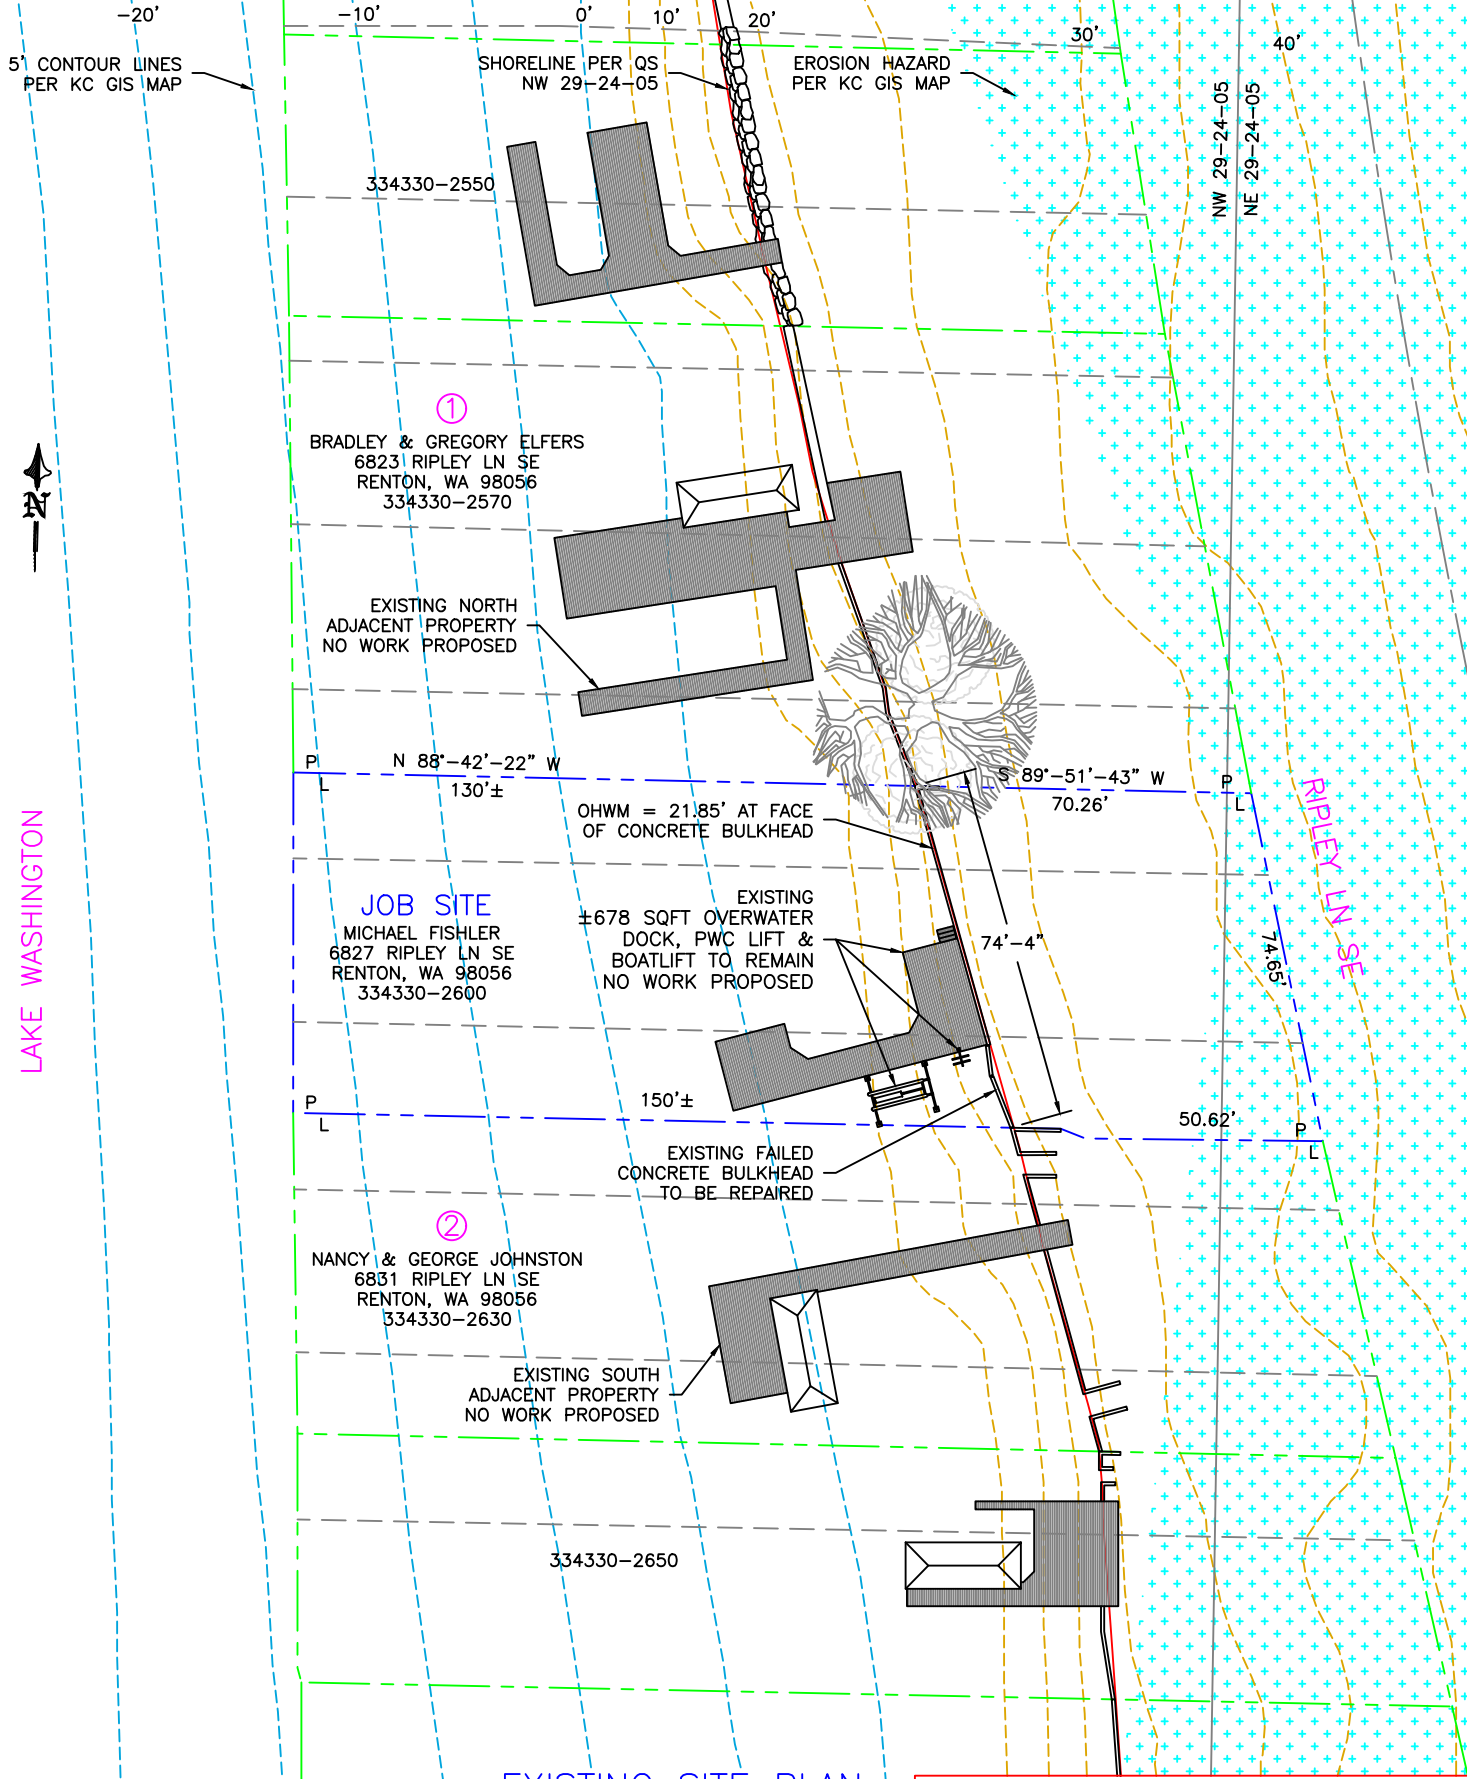 -20'
-10'
0'
10'
20'
30'
40'
5' CONTOUR LINES
PER KC GIS MAP
SHORELINE PER QS
NW 29-24-05
EROSION HAZARD
PER KC GIS MAP
NW 29-24-05
NE 29-24-05
334330-2550
1
BRADLEY & GREGORY ELFERS
6823 RIPLEY LN SE
RENTON, WA 98056
334330-2570
N
EXISTING NORTH
ADJACENT PROPERTY
NO WORK PROPOSED
P
L
N 88°-42'-22" W
130'±
S 89°-51'-43" W
70.26'
P
L
OHWM = 21.85' AT FACE
OF CONCRETE BULKHEAD
RIPLEY LN SE
LAKE WASHINGTON
JOB SITE
MICHAEL FISHLER
6827 RIPLEY LN SE
RENTON, WA 98056
334330-2600
EXISTING
±678 SQFT OVERWATER
DOCK, PWC LIFT &
BOATLIFT TO REMAIN
NO WORK PROPOSED
74'-4"
74.65'
P
L
150'±
50.62'
P
L
EXISTING FAILED
CONCRETE BULKHEAD
TO BE REPAIRED
2
NANCY & GEORGE JOHNSTON
6831 RIPLEY LN SE
RENTON, WA 98056
334330-2630
EXISTING SOUTH
ADJACENT PROPERTY
NO WORK PROPOSED
334330-2650
EXISTING SITE PLAN